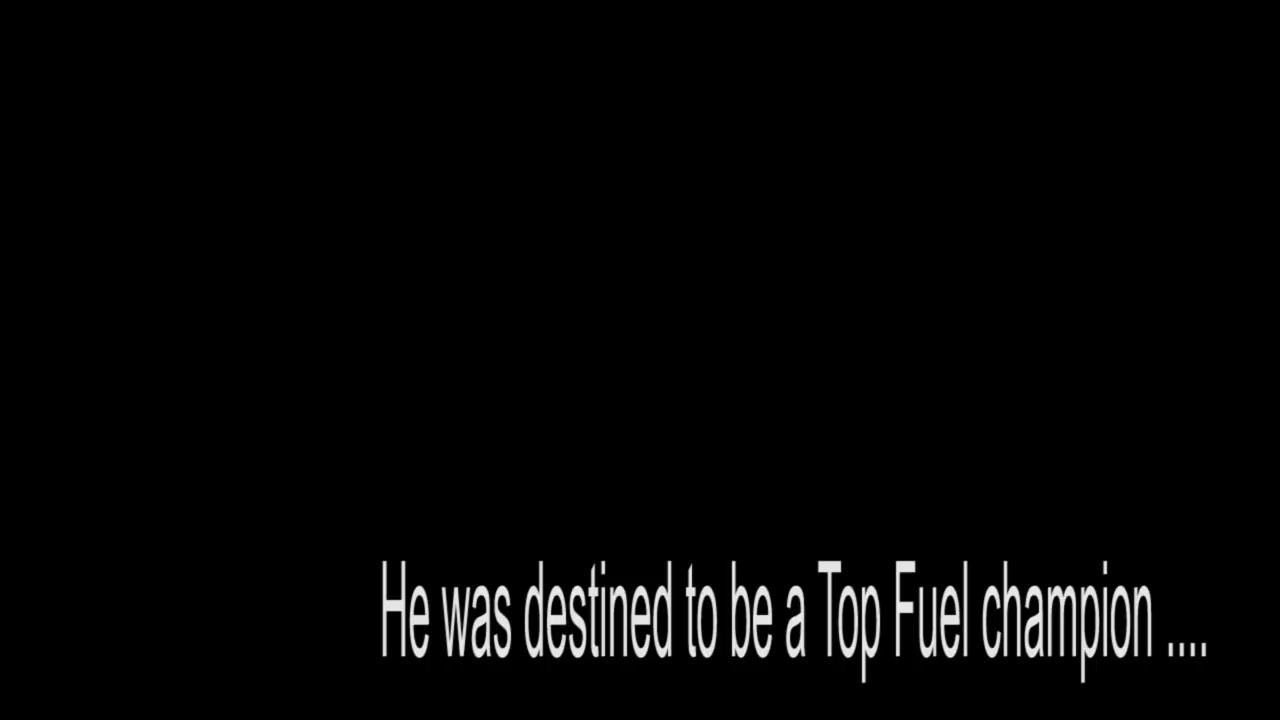 He was destined to be a Top Fuel champion ....